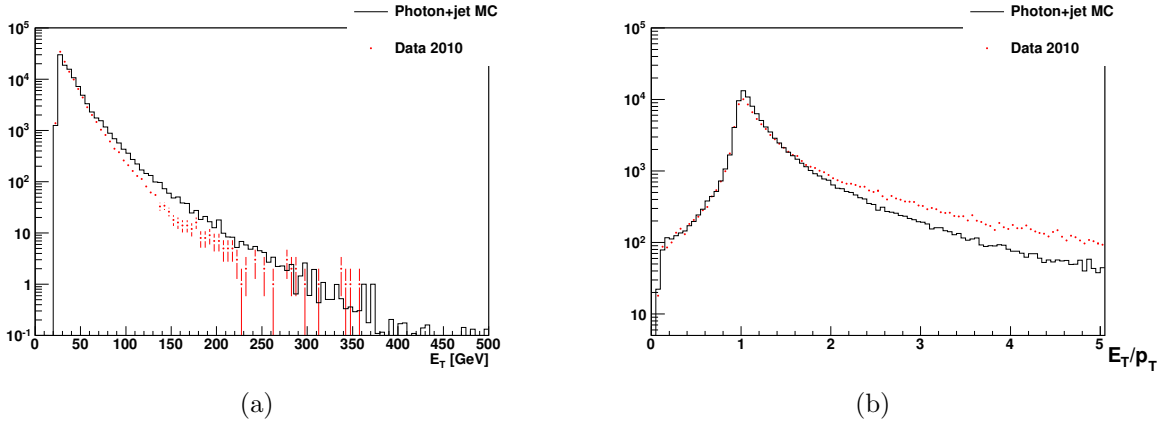 Photon+jet MC
Data 2010
10^5
10^4
10^3
10^2
10
1
10^-1
0 50 100 150 200 250 300 350 400 450 500
E_T [GeV]
(a)
Photon+jet MC
Data 2010
10^5
10^4
10^3
10^2
10
0 1 2 3 4 5
E_T/p_T
(b)